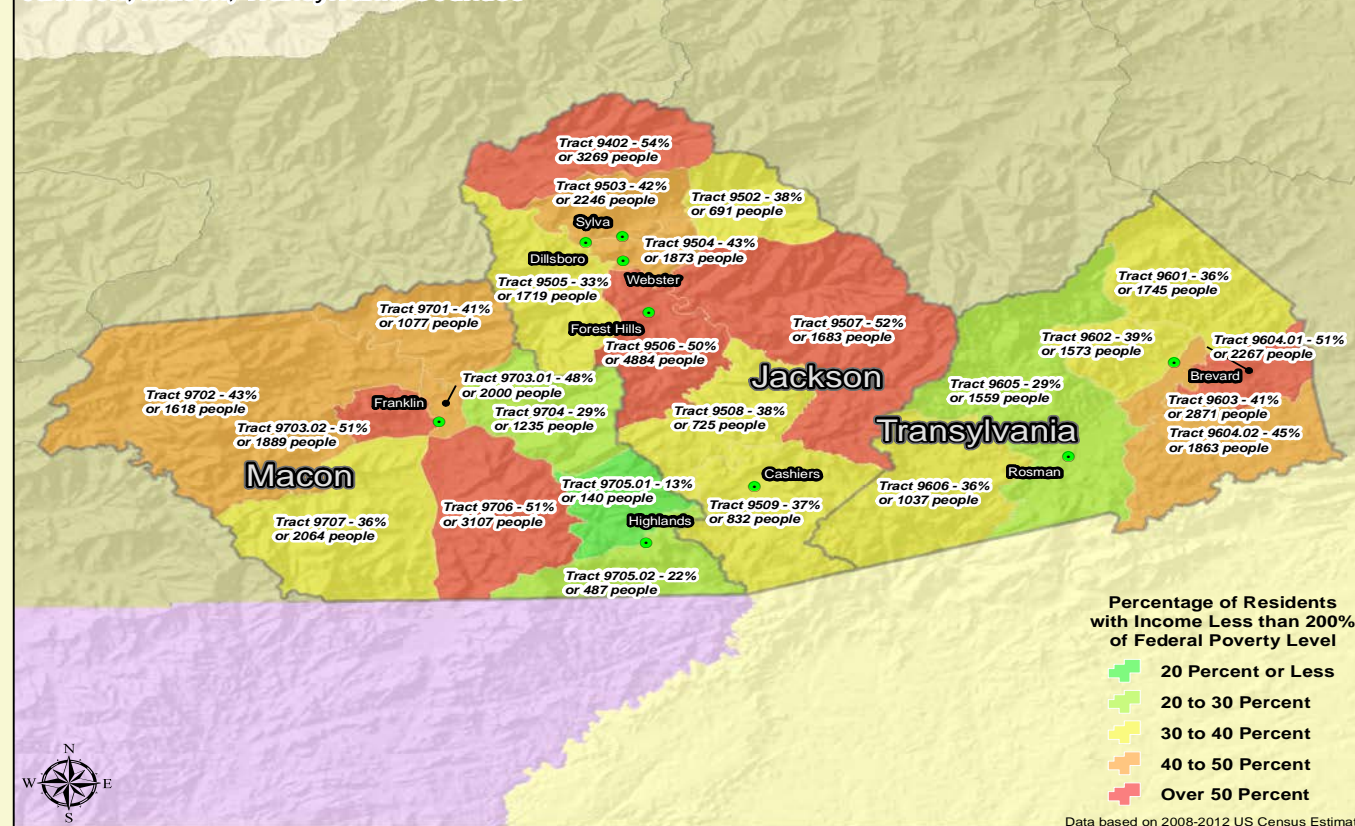 Tract 9402 - 54%
or 3269 people
Tract 9503 - 42%
or 2246 people
Tract 9502 - 38%
or 691 people
Sylva
Tract 9504 - 43%
or 1873 people
Dillsboro
Webster
Tract 9505 - 33%
or 1719 people
Tract 9601 - 36%
or 1745 people
Tract 9701 - 41%
or 1077 people
Forest Hills
Tract 9507 - 52%
or 1683 people
Tract 9506 - 50%
or 4884 people
Tract 9602 - 39%
or 1573 people
Tract 9604.01 - 51%
or 2267 people
Jackson
Brevard
Tract 9703.01 - 48%
or 2000 people
Tract 9605 - 29%
or 1559 people
Tract 9702 - 43%
or 1618 people
Franklin
Tract 9704 - 29%
or 1235 people
Tract 9508 - 38%
or 725 people
Tract 9603 - 41%
or 2871 people
Tract 9703.02 - 51%
or 1889 people
Transylvania
Tract 9604.02 - 45%
or 1863 people
Macon
Cashiers
Rosman
Tract 9705.01 - 13%
or 140 people
Tract 9606 - 36%
or 1037 people
Tract 9706 - 51%
or 3107 people
Tract 9509 - 37%
or 832 people
Tract 9707 - 36%
or 2064 people
Highlands
Tract 9705.02 - 22%
or 487 people
Percentage of Residents
with Income Less than 200%
of Federal Poverty Level
20 Percent or Less
20 to 30 Percent
30 to 40 Percent
40 to 50 Percent
Over 50 Percent
N
W E
S
Data based on 2008-2012 US Census